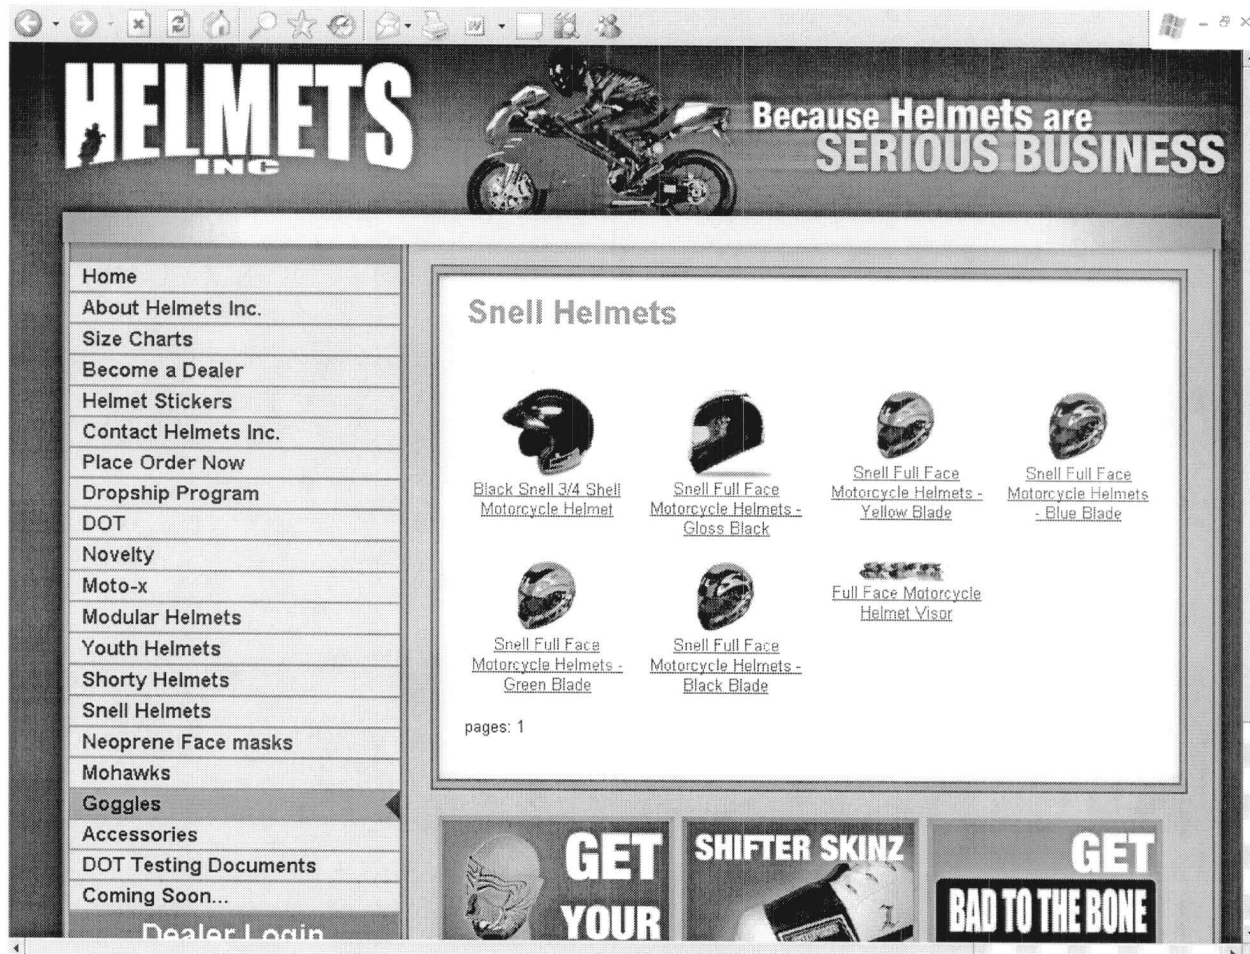 HELMETS
INC
Because Helmets are
SERIOUS BUSINESS
Home
About Helmets Inc.
Size Charts
Become a Dealer
Helmet Stickers
Contact Helmets Inc.
Place Order Now
Dropship Program
DOT
Novelty
Moto-x
Modular Helmets
Youth Helmets
Shorty Helmets
Snell Helmets
Neoprene Face masks
Mohawks
Goggles
Accessories
DOT Testing Documents
Coming Soon...
Dealer Login
Snell Helmets
Black Snell 3/4 Shell
Motorcycle Helmet
Snell Full Face
Motorcycle Helmets -
Gloss Black
Snell Full Face
Motorcycle Helmets -
Yellow Blade
Snell Full Face
Motorcycle Helmets
- Blue Blade
Snell Full Face
Motorcycle Helmets -
Green Blade
Snell Full Face
Motorcycle Helmets -
Black Blade
Full Face Motorcycle
Helmet Visor
pages: 1
GET
YOUR
SHIFTER SKINZ
GET
BAD TO THE BONE